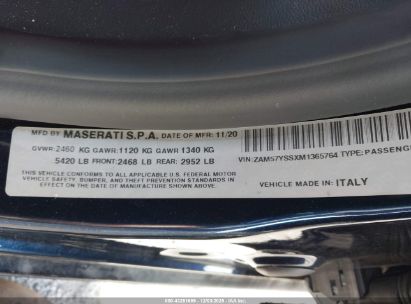 MFD BY MASERATI S.P.A. DATE OF MFR: 11/20
GVWR:2460 KG GAWR:1120 KG GAWR 1340 KG
5420 LB FRONT:2468 LB REAR: 2952 LB
THIS VEHICLE CONFORMS TO ALL APPLICABLE U.S. FEDERAL MOTOR
VEHICLE SAFETY, BUMPER, AND THEFT PREVENTION STANDARDS
IN EFFECT ON THE DATE OF MANUFACTURE SHOWN ABOVE.
VIN: ZAM57YSSXM1365764 TYPE: PASSENG
VEHICLE MADE IN: ITALY